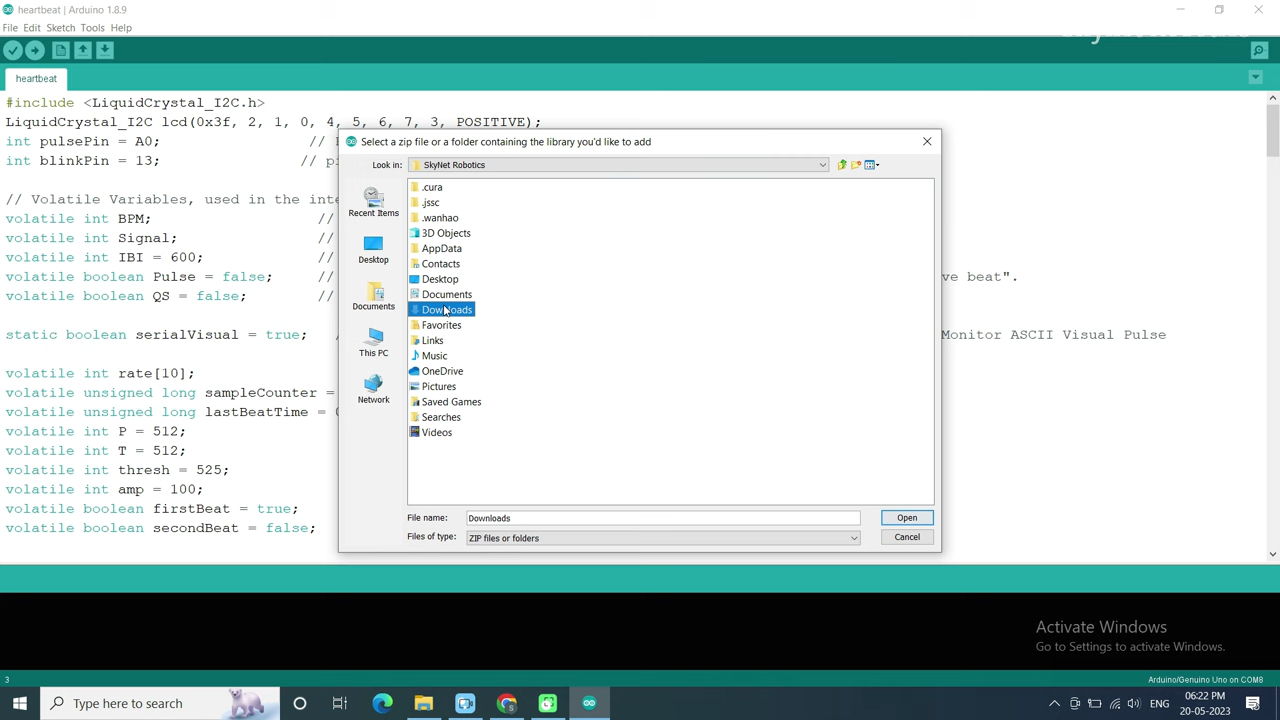 heartbeat | Arduino 1.8.9
File Edit Sketch Tools Help
heartbeat
#include <LiquidCrystal_I2C.h>
LiquidCrystal_I2C lcd(0x3f, 2, 1, 0, 4, 5, 6, 7, 3, POSITIVE);
int pulsePin = A0; //
int blinkPin = 13; //
// Volatile Variables, used in the
volatile int BPM; //
volatile int Signal; //
volatile int IBI = 600; //
volatile boolean Pulse = false; // beat".
volatile boolean QS = false; //
static boolean serialVisual = true; Monitor ASCII Visual Pulse
volatile int rate[10];
volatile unsigned long sampleCounter =
volatile unsigned long lastBeatTime =
volatile int P = 512;
volatile int T = 512;
volatile int thresh = 525;
volatile int amp = 100;
volatile boolean firstBeat = true;
volatile boolean secondBeat = false;
Select a zip file or a folder containing the library you'd like to add
Look in: SkyNet Robotics
Recent Items
Desktop
Documents
This PC
Network
.cura
.jssc
.wanhao
3D Objects
AppData
Contacts
Desktop
Documents
Downloads
Favorites
Links
Music
OneDrive
Pictures
Saved Games
Searches
Videos
File name: Downloads Open
Files of type: ZIP files or folders Cancel
Activate Windows
Go to Settings to activate Windows.
3 Arduino/Genuino Uno on COM8
Type here to search
ENG
06:22 PM
20-05-2023